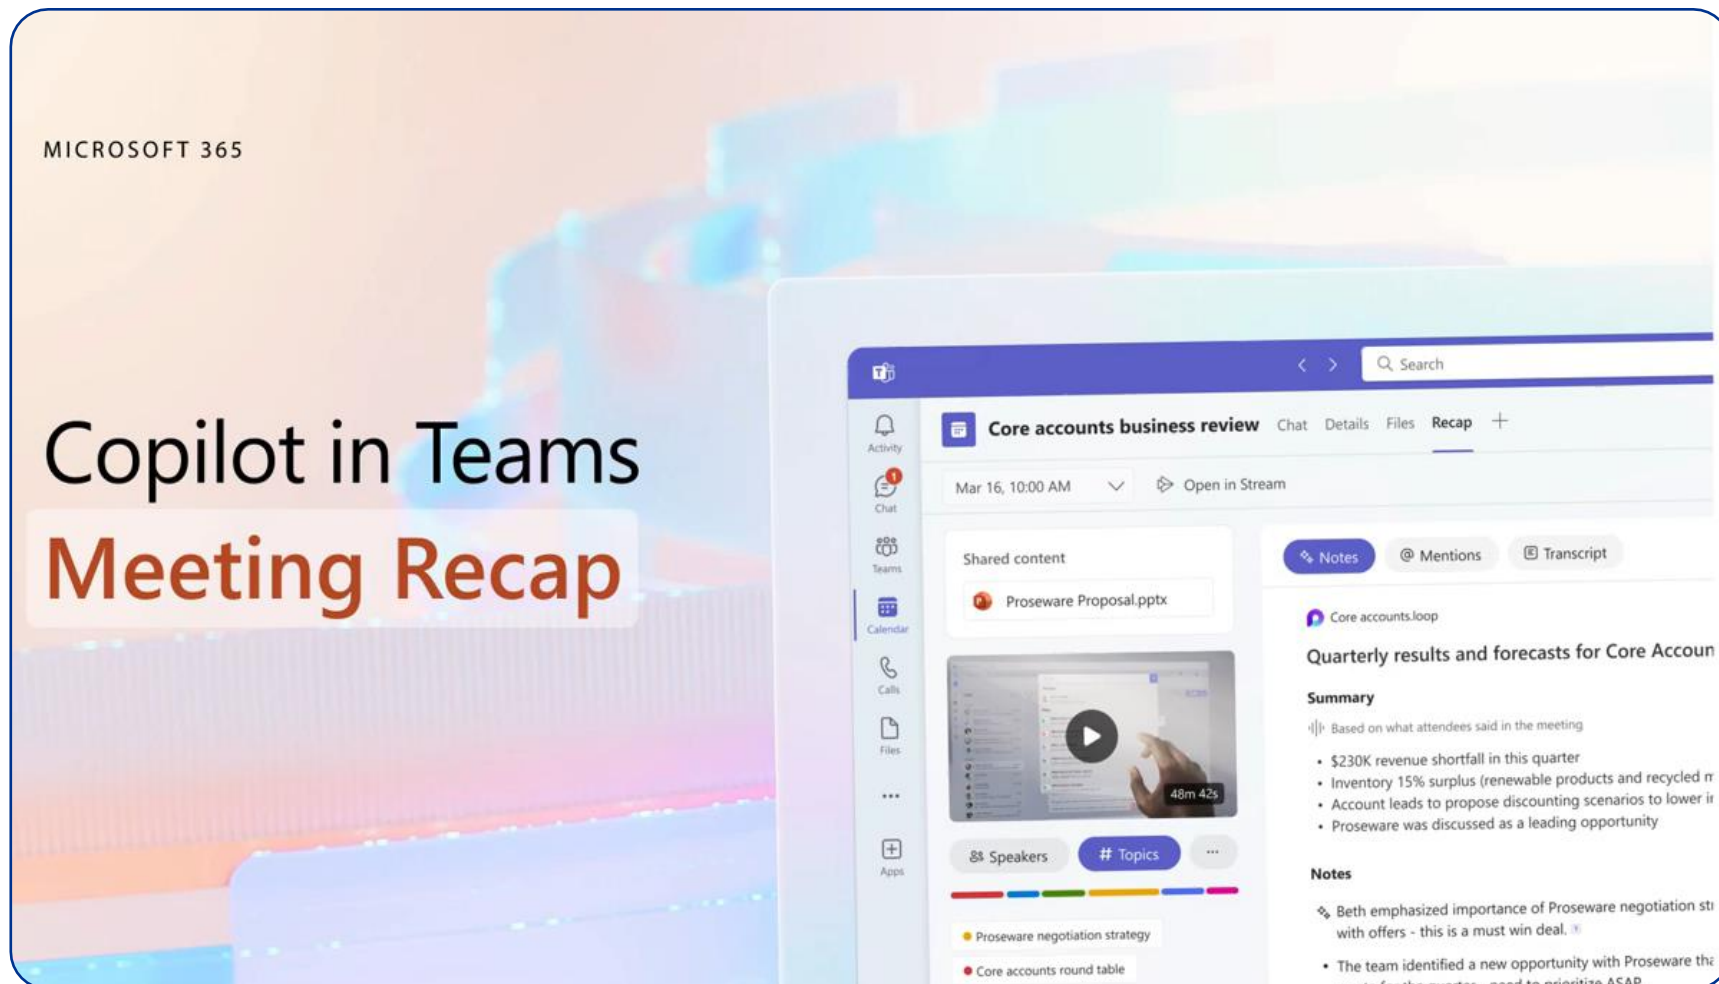 MICROSOFT 365
Copilot in Teams
Meeting Recap
Search
Activity
Chat
1
Teams
Calendar
Calls
Files
Apps
Core accounts business review Chat Details Files Recap
Mar 16, 10:00 AM Open in Stream
Shared content
Proseware Proposal.pptx
48m 42s
Speakers # Topics
Proseware negotiation strategy
Core accounts round table
Notes @ Mentions Transcript
Core accounts.loop
Quarterly results and forecasts for Core Accoun
Summary
Based on what attendees said in the meeting
• $230K revenue shortfall in this quarter
• Inventory 15% surplus (renewable products and recycled
• Account leads to propose discounting scenarios to lower
• Proseware was discussed as a leading opportunity
Notes
Beth emphasized importance of Proseware negotiation
with offers - this is a must win deal.
• The team identified a new opportunity with Proseware
need to prioritize ASAP